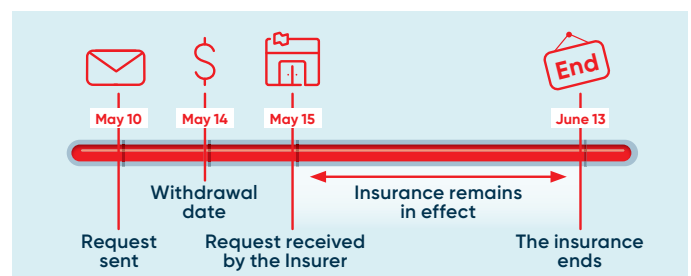 $
End
May 10
May 14
May 15
June 13
Withdrawal
date
Insurance remains
in effect
Request
sent
Request received
by the Insurer
The insurance
ends